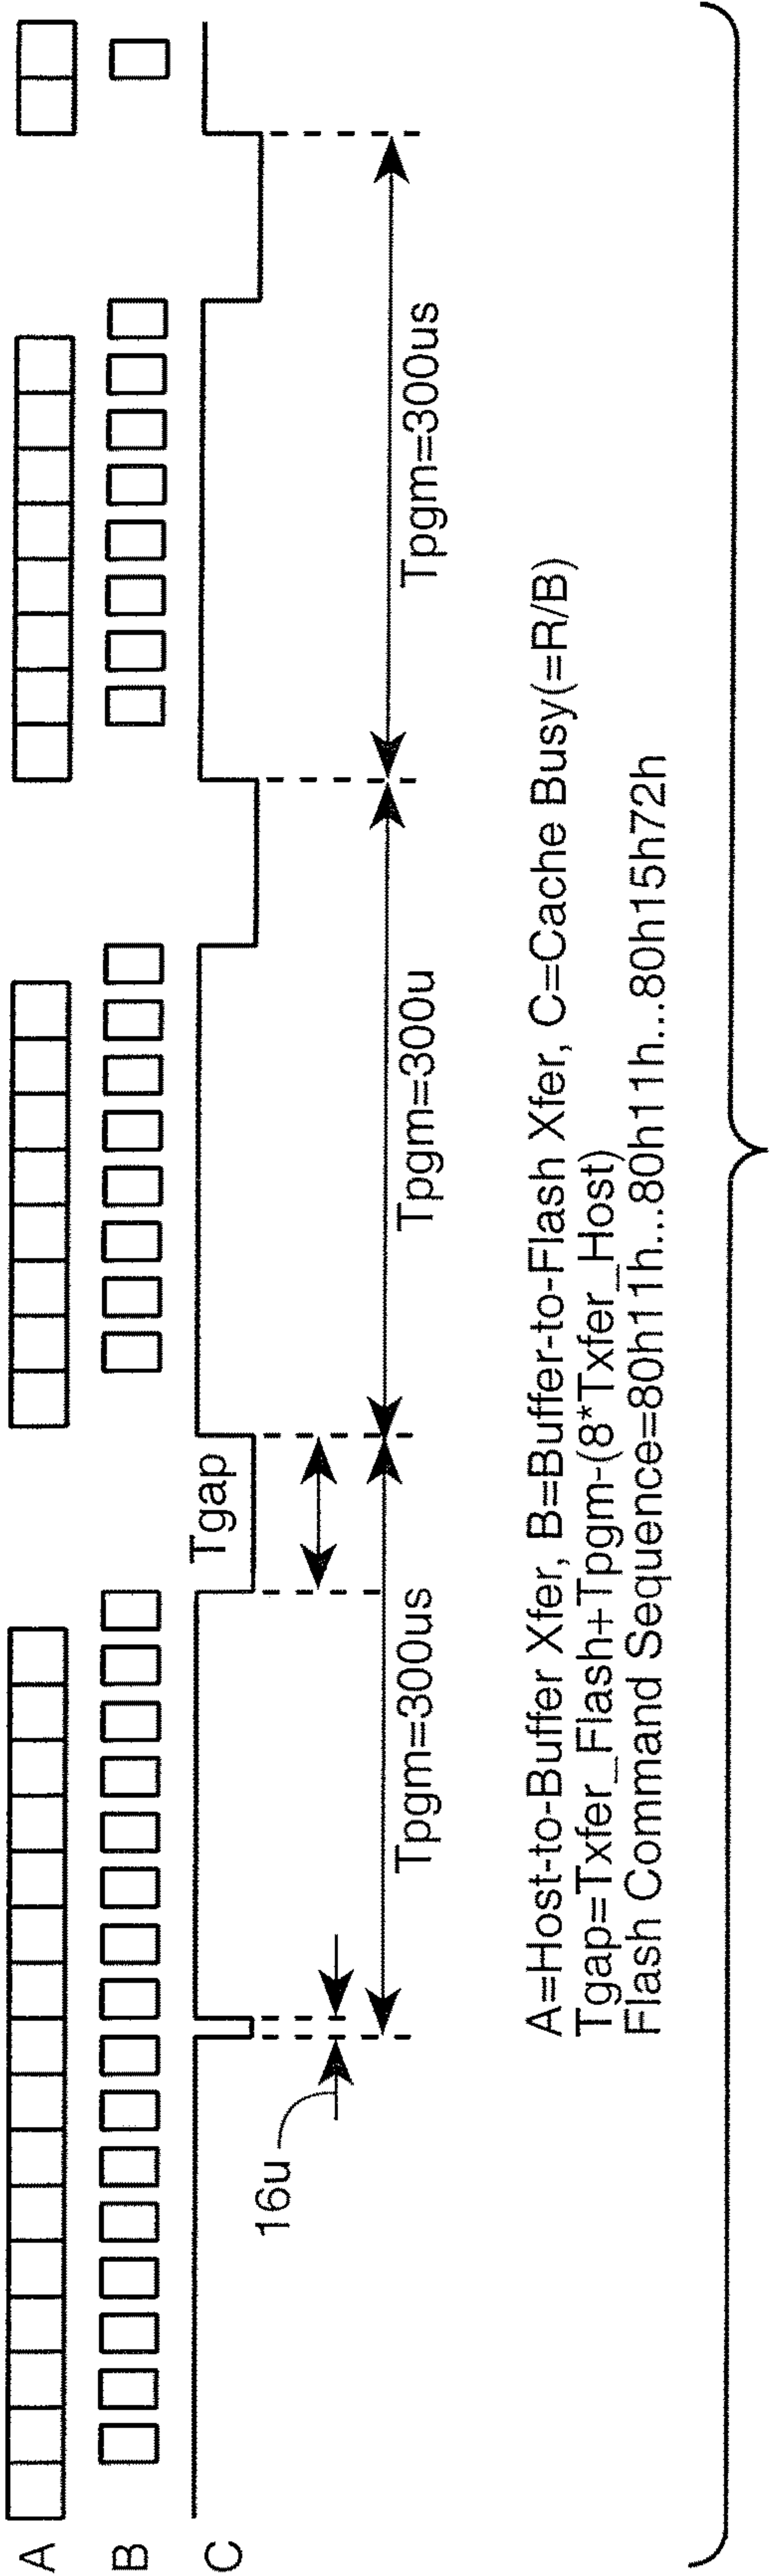 A
B
C
Tgap
16u
Tpgm=300us
Tpgm=300u
Tpgm=300us
A=Host-to-Buffer Xfer, B=Buffer-to-Flash Xfer, C=Cache Busy(=R/B)
Tgap=Txfer_Flash+Tpgm-(8*Txfer_Host)
Flash Command Sequence=80h11h...80h11h...80h11h...80h15h72h